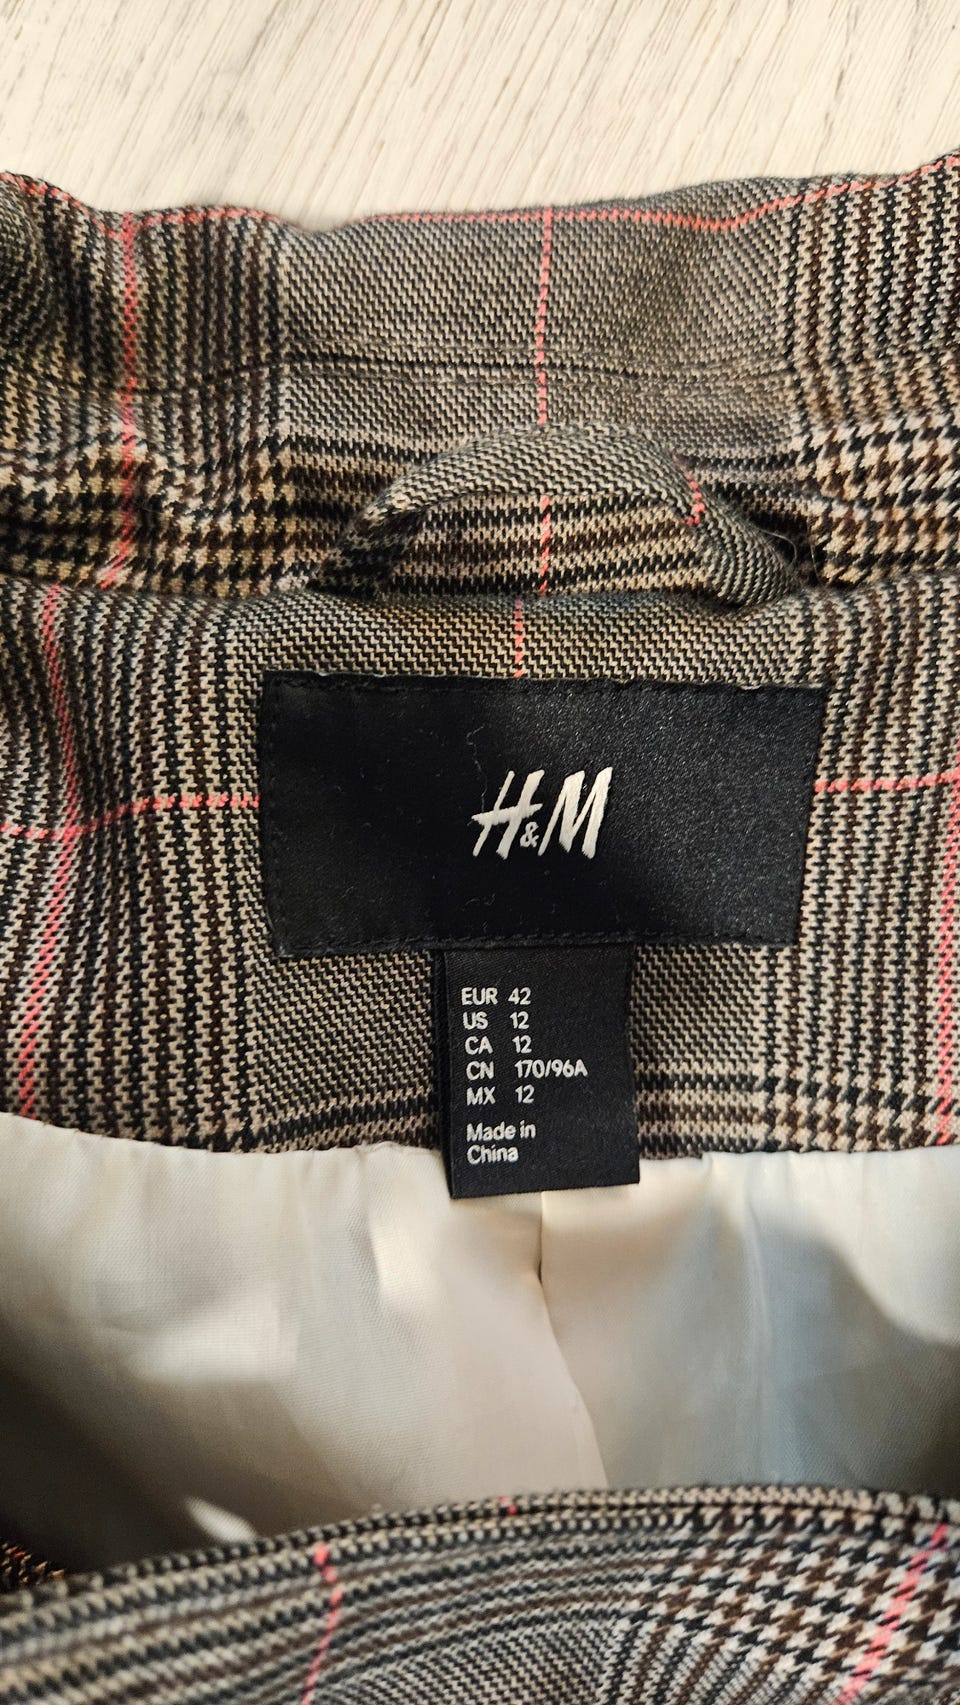 H&M
EUR 42
US 12
CA 12
CN 170/96A
MX 12
Made in
China